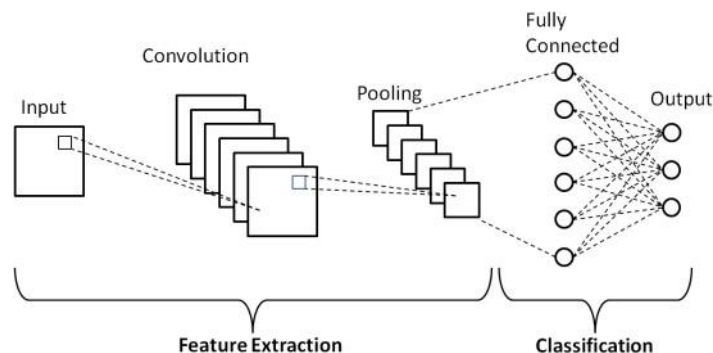 Input
Convolution
Pooling
Fully
Connected
Output
Feature Extraction
Classification